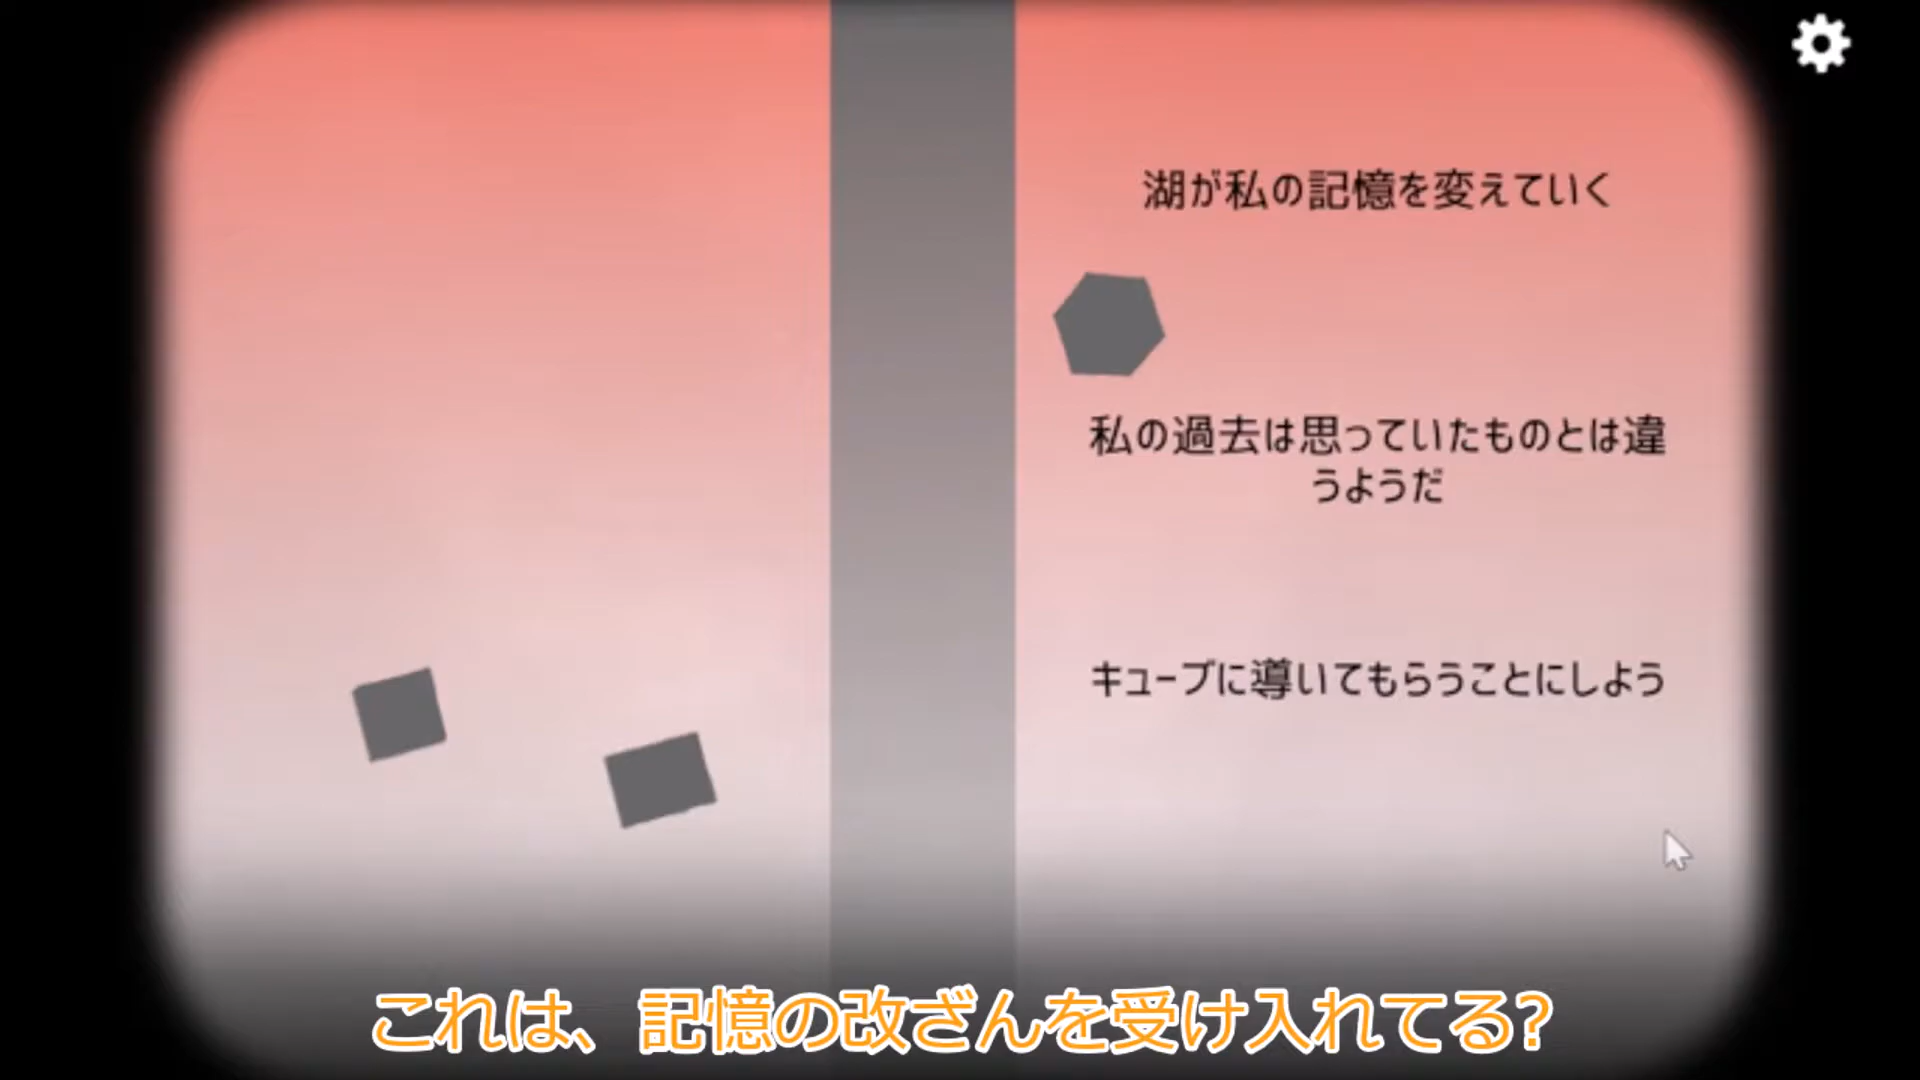 湖が私の記憶を変えていく
私の過去は思っていたものとは違
うようだ
キューブに導いてもらうことにしよう
これは、記憶の改ざんを受け入れてる?